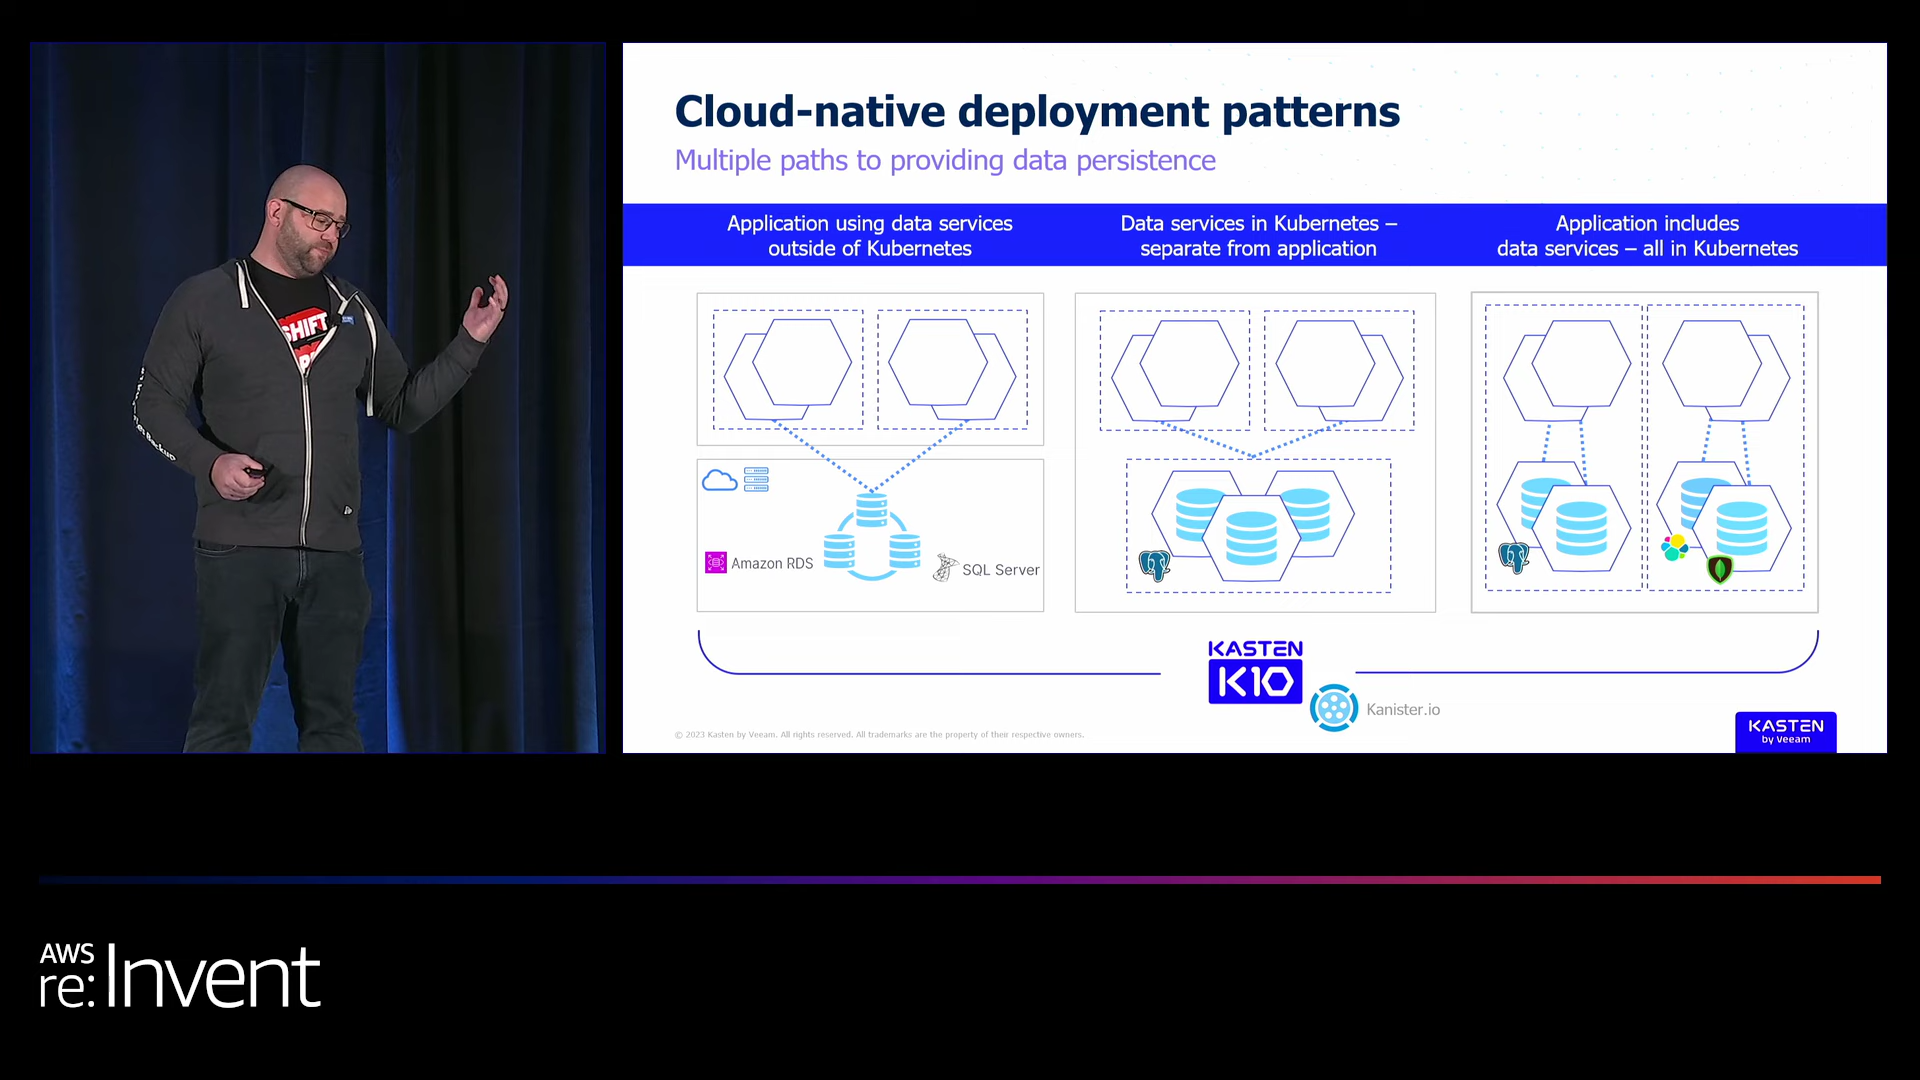 Cloud-native deployment patterns
Multiple paths to providing data persistence
Application using data services
outside of Kubernetes
Data services in Kubernetes –
separate from application
Application includes
data services – all in Kubernetes
Amazon RDS
SQL Server
KASTEN
K10
Kanister.io
© 2023 Kasten by Veeam. All rights reserved. All trademarks are the property of their respective owners.
KASTEN
by Veeam
SHIFT
Backup
AWS
re:Invent